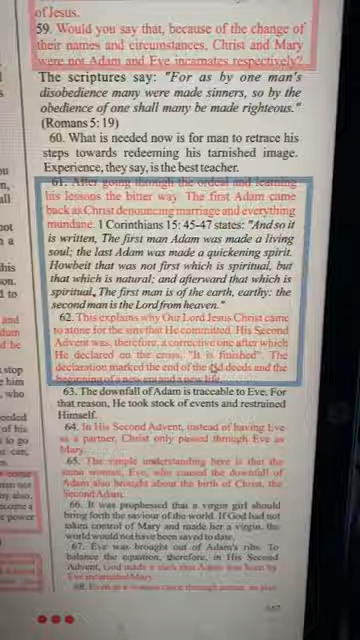 of Jesus.
59. Would you say that, because of the change of
their names and circumstances, Christ and Mary
were not Adam and Eve incarnates respectively?
The scriptures say: "For as by one man's
disobedience many were made sinners, so by the
obedience of one shall many be made righteous."
(Romans 5: 19)
60. What is needed now is for man to retrace his
steps towards redeeming his tarnished image.
Experience, they say, is the best teacher.
61. After going through the ordeal and learning
his lessons the bitter way. The first Adam came
back as Christ denouncing marriage and everything
mundane. 1 Corinthians 15: 45-47 states: "And so it
is written, The first man Adam was made a living
soul; the last Adam was made a quickening spirit.
Howbeit that was not first which is spiritual, but
that which is natural; and afterward that which is
spiritual. The first man is of the earth, earthy: the
second man is the Lord from heaven."
62. This explains why Our Lord Jesus Christ came
to atone for the sins that He committed. His Second
Advent was, therefore, a corrective one after which
He declared on the cross, "It is finished". The
declaration marked the end of the old deeds and the
beginning of a new era and a new life.
63. The downfall of Adam is traceable to Eve. For
that reason, He took stock of events and restrained
Himself.
64. In His Second Advent, instead of having Eve
as a partner, Christ only passed through Eve as
Mary.
65. The simple understanding here is that the
same woman, Eve, who caused the downfall of
Adam also brought about the birth of Christ, the
Second Adam.
66. It was prophesied that a virgin girl should
bring forth the saviour of the world. If God had not
taken control of Mary and made her a virgin, the
world would not have been saved to date.
67. Eve was brought out of Adam's ribs. To
balance the equation, therefore, in His Second
Advent, God made it such that Adam was born by
Eve incarnated Mary.
68.